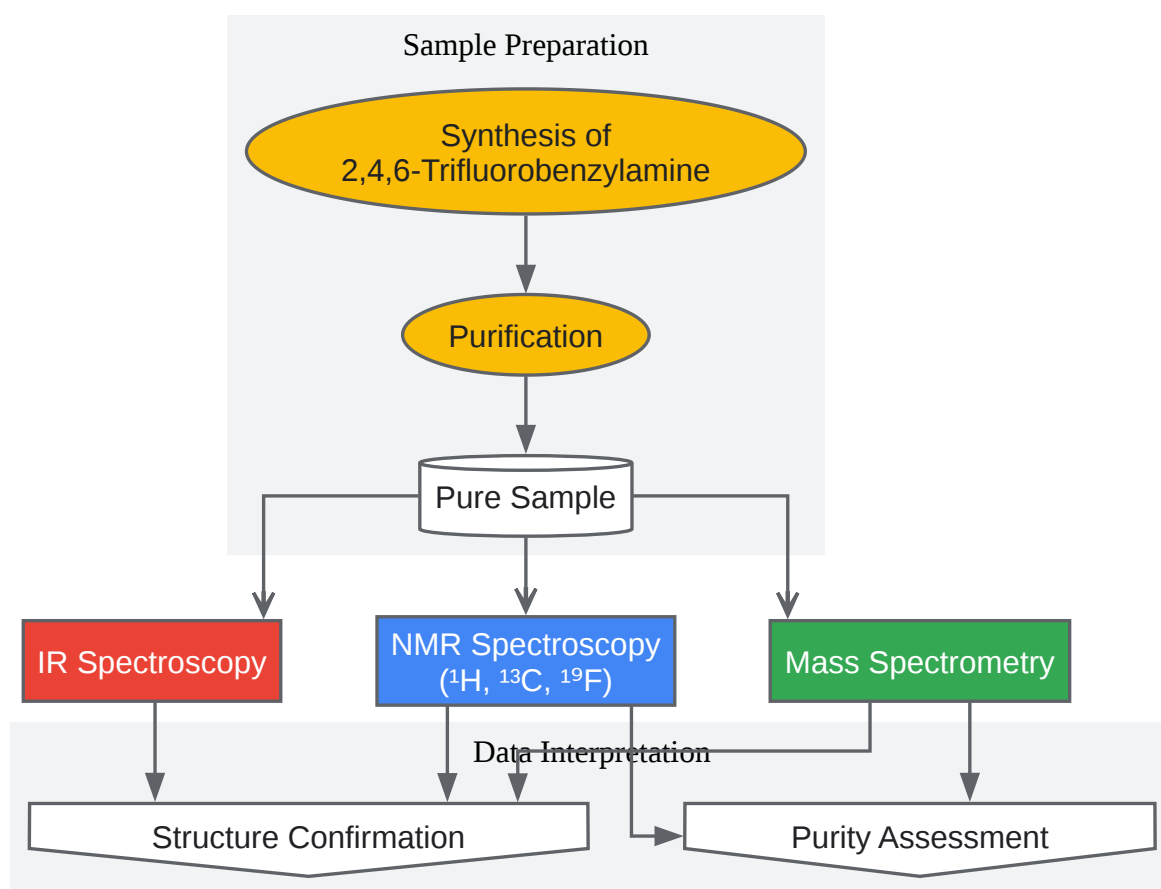 Sample Preparation
Synthesis of
2,4,6-Trifluorobenzylamine
Purification
Pure Sample
IR Spectroscopy
NMR Spectroscopy
(¹H, ¹³C, ¹⁹F)
Mass Spectrometry
Data Interpretation
Structure Confirmation
Purity Assessment